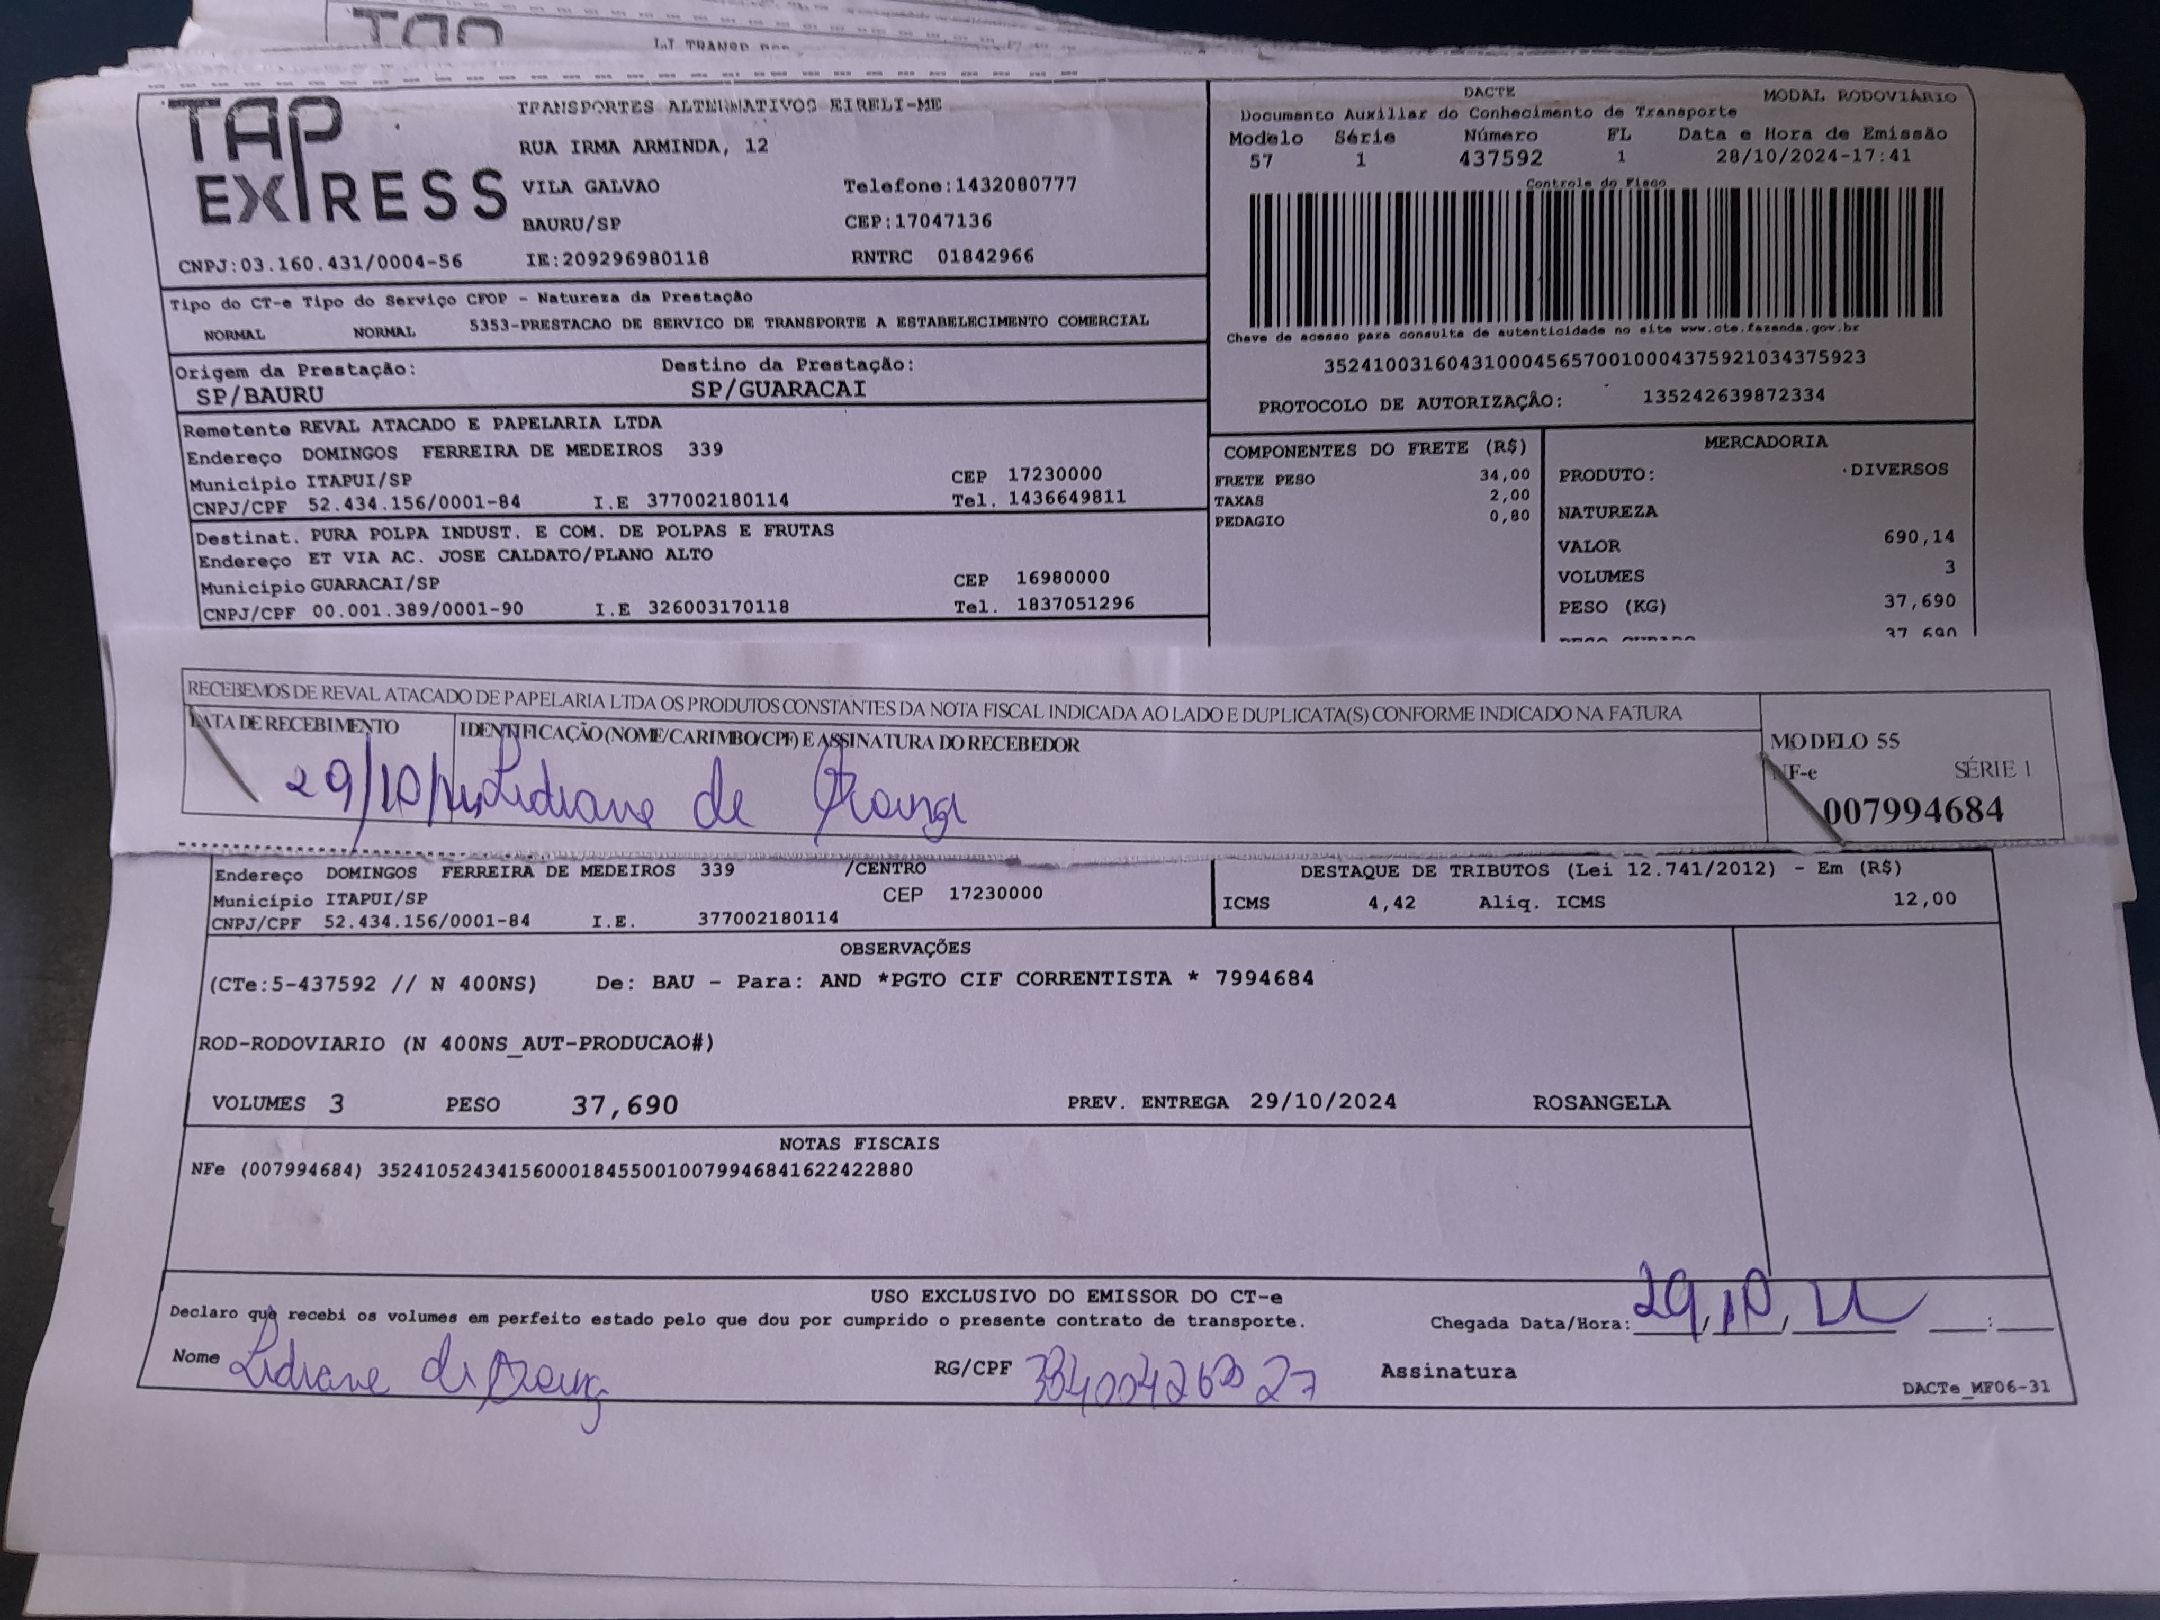 TAP EXPRESS
TRANSPORTES ALTERNATIVOS EIRELI-ME
RUA IRMA ARMINDA, 12
VILA GALVAO Telefone:1432080777
BAURU/SP CEP:17047136
CNPJ:03.160.431/0004-56 IE:209296980118 RNTRC 01842966
DACTE MODAL RODOVIÁRIO
Documento Auxiliar do Conhecimento de Transporte
Modelo Série Número FL Data e Hora de Emissão
57 1 437592 1 28/10/2024-17:41
Controle do Fisco
Chave de acesso para consulta de autenticidade no site www.cte.fazenda.gov.br
35241003160431000456570010004375921034375923
PROTOCOLO DE AUTORIZAÇÃO: 135242639872334
Tipo do CT-e Tipo do Serviço CFOP - Natureza da Prestação
NORMAL NORMAL 5353-PRESTACAO DE SERVICO DE TRANSPORTE A ESTABELECIMENTO COMERCIAL
Origem da Prestação: Destino da Prestação:
SP/BAURU SP/GUARACAI
Remetente REVAL ATACADO E PAPELARIA LTDA
Endereço DOMINGOS FERREIRA DE MEDEIROS 339
Município ITAPUI/SP CEP 17230000
CNPJ/CPF 52.434.156/0001-84 I.E 377002180114 Tel. 1436649811
Destinat. PURA POLPA INDUST. E COM. DE POLPAS E FRUTAS
Endereço ET VIA AC. JOSE CALDATO/PLANO ALTO
Município GUARACAI/SP CEP 16980000
CNPJ/CPF 00.001.389/0001-90 I.E 326003170118 Tel. 1837051296
COMPONENTES DO FRETE (R$)
FRETE PESO 34,00
TAXAS 2,00
PEDAGIO 0,80
MERCADORIA
PRODUTO: DIVERSOS
NATUREZA
VALOR 690,14
VOLUMES 3
PESO (KG) 37,690
37,690
RECEBEMOS DE REVAL ATACADO DE PAPELARIA LTDA OS PRODUTOS CONSTANTES DA NOTA FISCAL INDICADA AO LADO E DUPLICATA(S) CONFORME INDICADO NA FATURA
DATA DE RECEBIMENTO IDENTIFICAÇÃO (NOME/CARIMBO/CPF) E ASSINATURA DO RECEBEDOR
29/10/ Lidiane de
MODELO 55
NF-e SÉRIE 1
007994684
Endereço DOMINGOS FERREIRA DE MEDEIROS 339 /CENTRO
Município ITAPUI/SP CEP 17230000
CNPJ/CPF 52.434.156/0001-84 I.E. 377002180114
DESTAQUE DE TRIBUTOS (Lei 12.741/2012) - Em (R$)
ICMS 4,42 Aliq. ICMS 12,00
OBSERVAÇÕES
(CTe:5-437592 // N 400NS) De: BAU - Para: AND *PGTO CIF CORRENTISTA * 7994684
ROD-RODOVIARIO (N 400NS_AUT-PRODUCAO#)
VOLUMES 3 PESO 37,690 PREV. ENTREGA 29/10/2024 ROSANGELA
NOTAS FISCAIS
NFe (007994684) 35241052434156000184550010079946841622422880
USO EXCLUSIVO DO EMISSOR DO CT-e
Declaro que recebi os volumes em perfeito estado pelo que dou por cumprido o presente contrato de transporte.
Chegada Data/Hora: 29/10/
Nome Lidiane RG/CPF Assinatura
DACTe_MF06-31